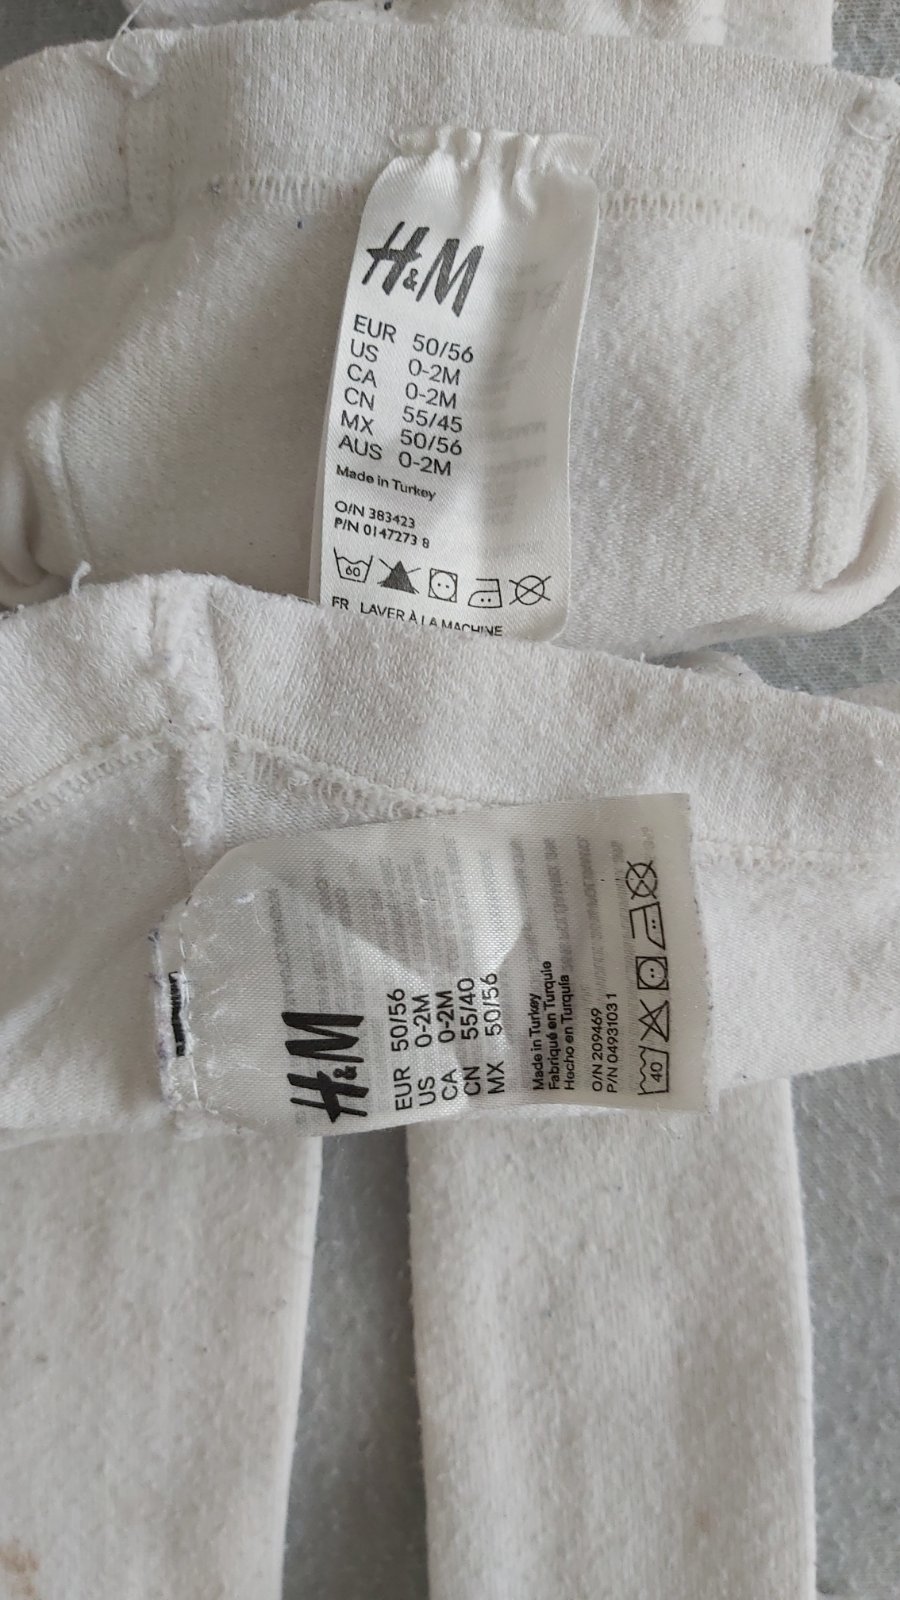 H&M
EUR 50/56
US 0-2M
CA 0-2M
CN 55/45
MX 50/56
AUS 0-2M
Made in Turkey
O/N 383423
P/N 0147273 8
60
FR LAVER À LA MACHINE
H&M
EUR 50/56
US 0-2M
CA 0-2M
CN 55/40
MX 50/56
Made in Turkey
Fabriqué en Turquie
Hecho en Turquía
O/N 209469
P/N 0493103 1
40